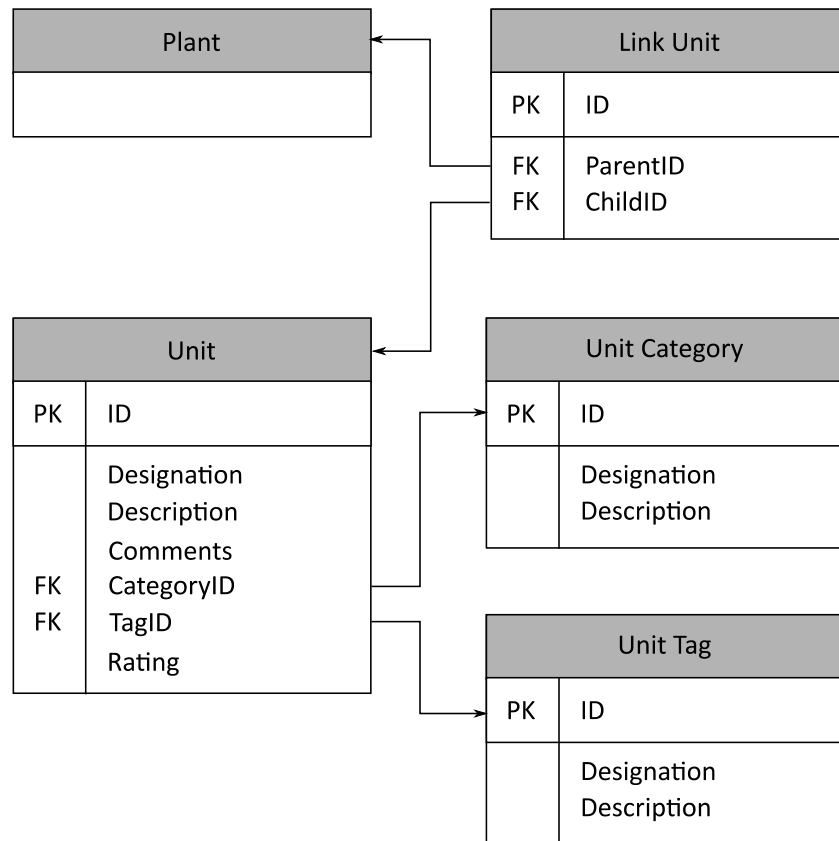 Plant
Link Unit
PK ID
FK ParentID
FK ChildID
Unit
PK ID
Designation
Description
Comments
FK CategoryID
FK TagID
Rating
Unit Category
PK ID
Designation
Description
Unit Tag
PK ID
Designation
Description